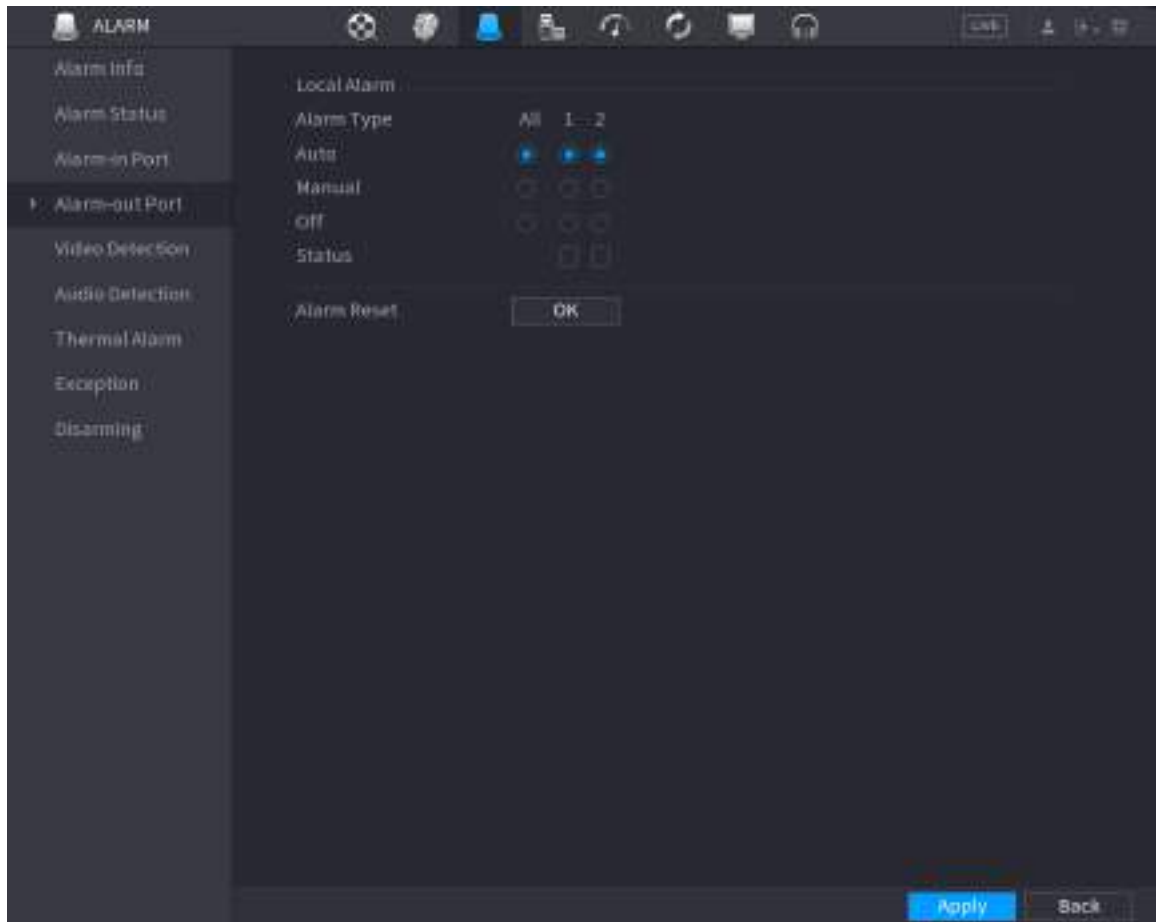 ALARM
LIVE
Alarm Info
Alarm Status
Alarm-in Port
Alarm-out Port
Video Detection
Audio Detection
Thermal Alarm
Exception
Disarming
Local Alarm
Alarm Type All 1 2
Auto
Manual
Off
Status
Alarm Reset OK
Apply Back